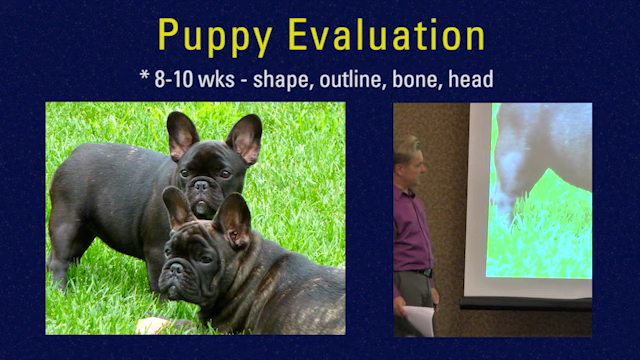 Puppy Evaluation
* 8-10 wks - shape, outline, bone, head